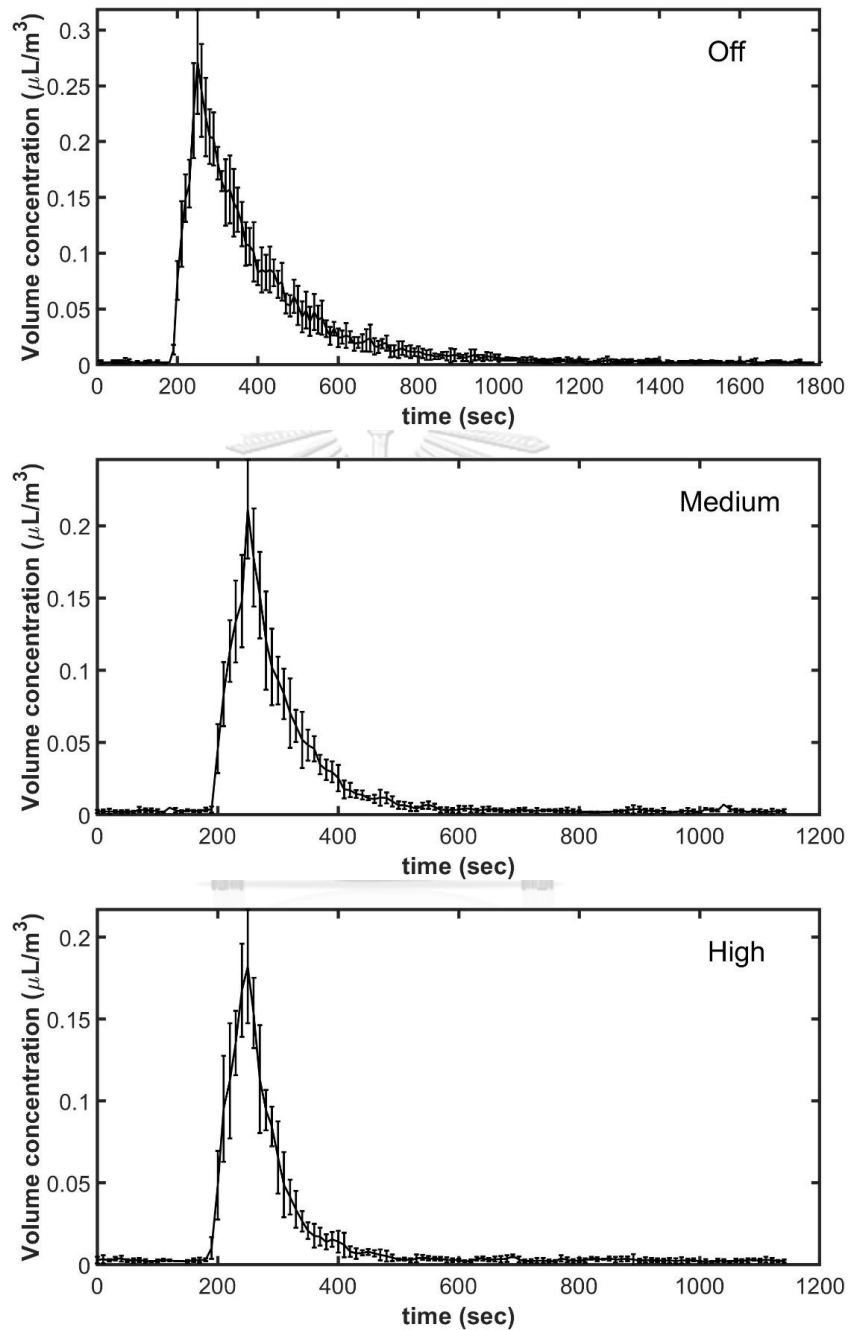 Volume concentration (μL/m³)
0.3
0.25
0.2
0.15
0.1
0.05
0
Off
0 200 400 600 800 1000 1200 1400 1600 1800
time (sec)
Volume concentration (μL/m³)
0.2
0.15
0.1
0.05
0
Medium
0 200 400 600 800 1000 1200
time (sec)
Volume concentration (μL/m³)
0.2
0.15
0.1
0.05
0
High
0 200 400 600 800 1000 1200
time (sec)